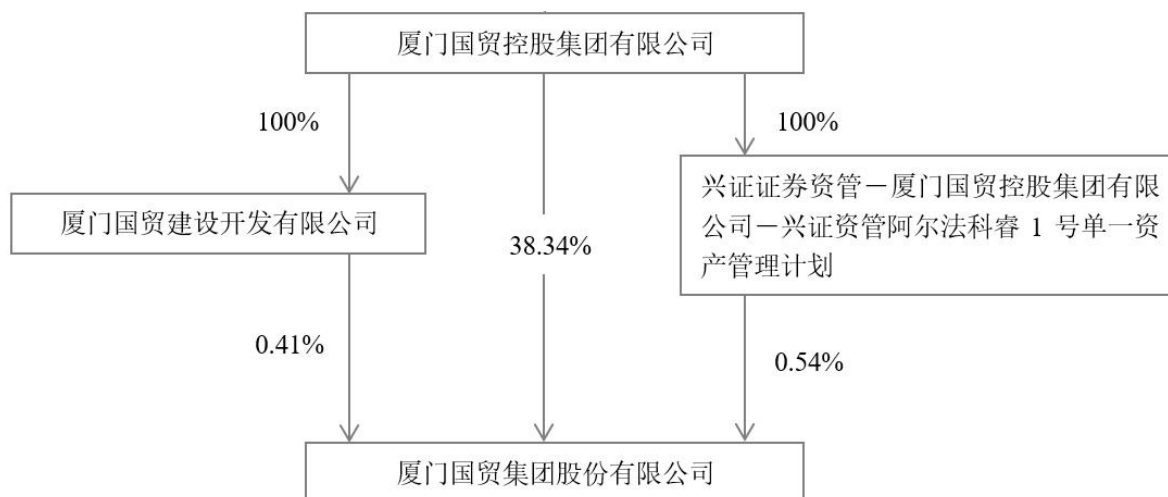 厦门国贸控股集团有限公司
100%
100%
兴证证券资管－厦门国贸控股集团有限
公司－兴证资管阿尔法科睿 1 号单一资
产管理计划
厦门国贸建设开发有限公司
38.34%
0.41%
0.54%
厦门国贸集团股份有限公司